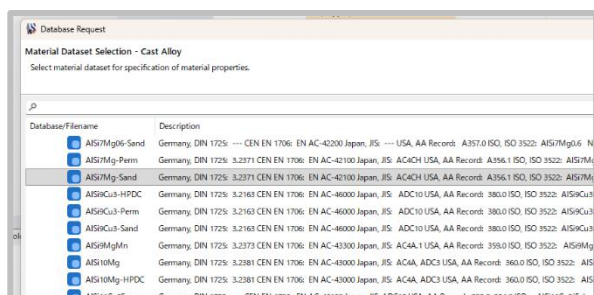 Database Request
Material Dataset Selection - Cast Alloy
Select material dataset for specification of material properties.
Database/Filename Description
AlSi7Mg06-Sand Germany, DIN 1725: --- CEN EN 1706: EN AC-42200 Japan, JIS: --- USA, AA Record: A357.0 ISO, ISO 3522: AlSi7Mg0.6 N
AlSi7Mg-Perm Germany, DIN 1725: 3.2371 CEN EN 1706: EN AC-42100 Japan, JIS: AC4CH USA, AA Record: A356.1 ISO, ISO 3522: AlSi7M
AlSi7Mg-Sand Germany, DIN 1725: 3.2371 CEN EN 1706: EN AC-42100 Japan, JIS: AC4CH USA, AA Record: A356.1 ISO, ISO 3522: AlSi7M
AlSi9Cu3-HPDC Germany, DIN 1725: 3.2163 CEN EN 1706: EN AC-46000 Japan, JIS: ADC10 USA, AA Record: 380.0 ISO, ISO 3522: AlSi9Cu3
AlSi9Cu3-Perm Germany, DIN 1725: 3.2163 CEN EN 1706: EN AC-46000 Japan, JIS: ADC10 USA, AA Record: 380.0 ISO, ISO 3522: AlSi9Cu3
AlSi9Cu3-Sand Germany, DIN 1725: 3.2163 CEN EN 1706: EN AC-46000 Japan, JIS: ADC10 USA, AA Record: 380.0 ISO, ISO 3522: AlSi9Cu3
AlSi9MgMn Germany, DIN 1725: 3.2373 CEN EN 1706: EN AC-43300 Japan, JIS: AC4A.1 USA, AA Record: 359.0 ISO, ISO 3522: AlSi9Mg
AlSi10Mg Germany, DIN 1725: 3.2381 CEN EN 1706: EN AC-43000 Japan, JIS: AC4A, ADC3 USA, AA Record: 360.0 ISO, ISO 3522: AlS
AlSi10Mg-HPDC Germany, DIN 1725: 3.2381 CEN EN 1706: EN AC-43000 Japan, JIS: AC4A, ADC3 USA, AA Record: 360.0 ISO, ISO 3522: AlS